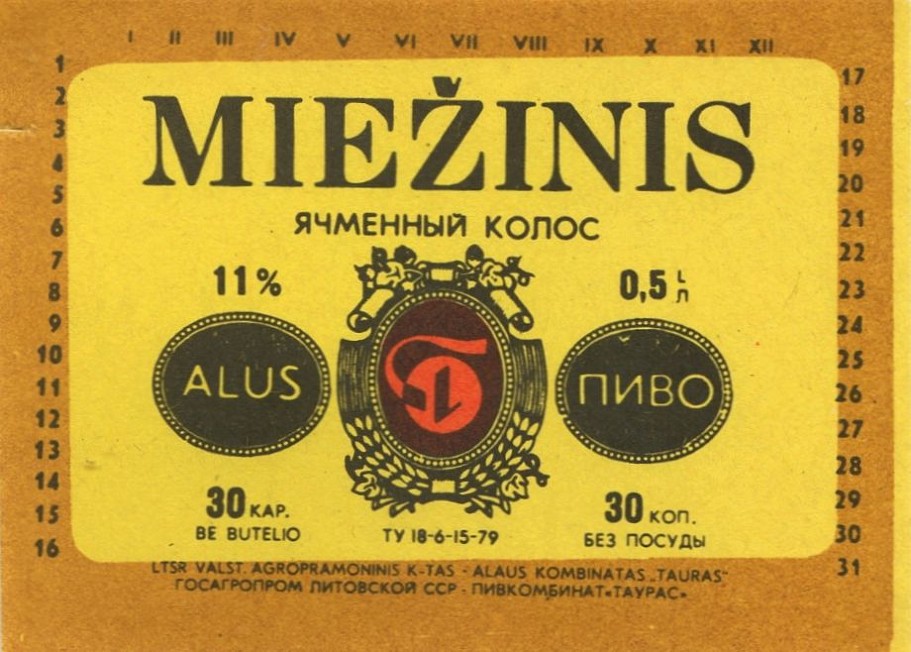 I II III IV V VI VII VIII IX X XI XII
1
2
3
4
5
6
7
8
9
10
11
12
13
14
15
16
MIEŽINIS
ЯЧМЕННЫЙ КОЛОС
11%
0,5 L Л
ALUS
ПИВО
30 КАР.
BE BUTELIO
ТУ 18-6-15-79
30 КОП.
БЕЗ ПОСУДЫ
17
18
19
20
21
22
23
24
25
26
27
28
29
30
31
LTSR VALST. AGROPRAMONINIS K-TAS - ALAUS KOMBINATAS „TAURAS“
ГОСАГРОПРОМ ЛИТОВСКОЙ ССР - ПИВКОМБИНАТ «ТАУРАС»